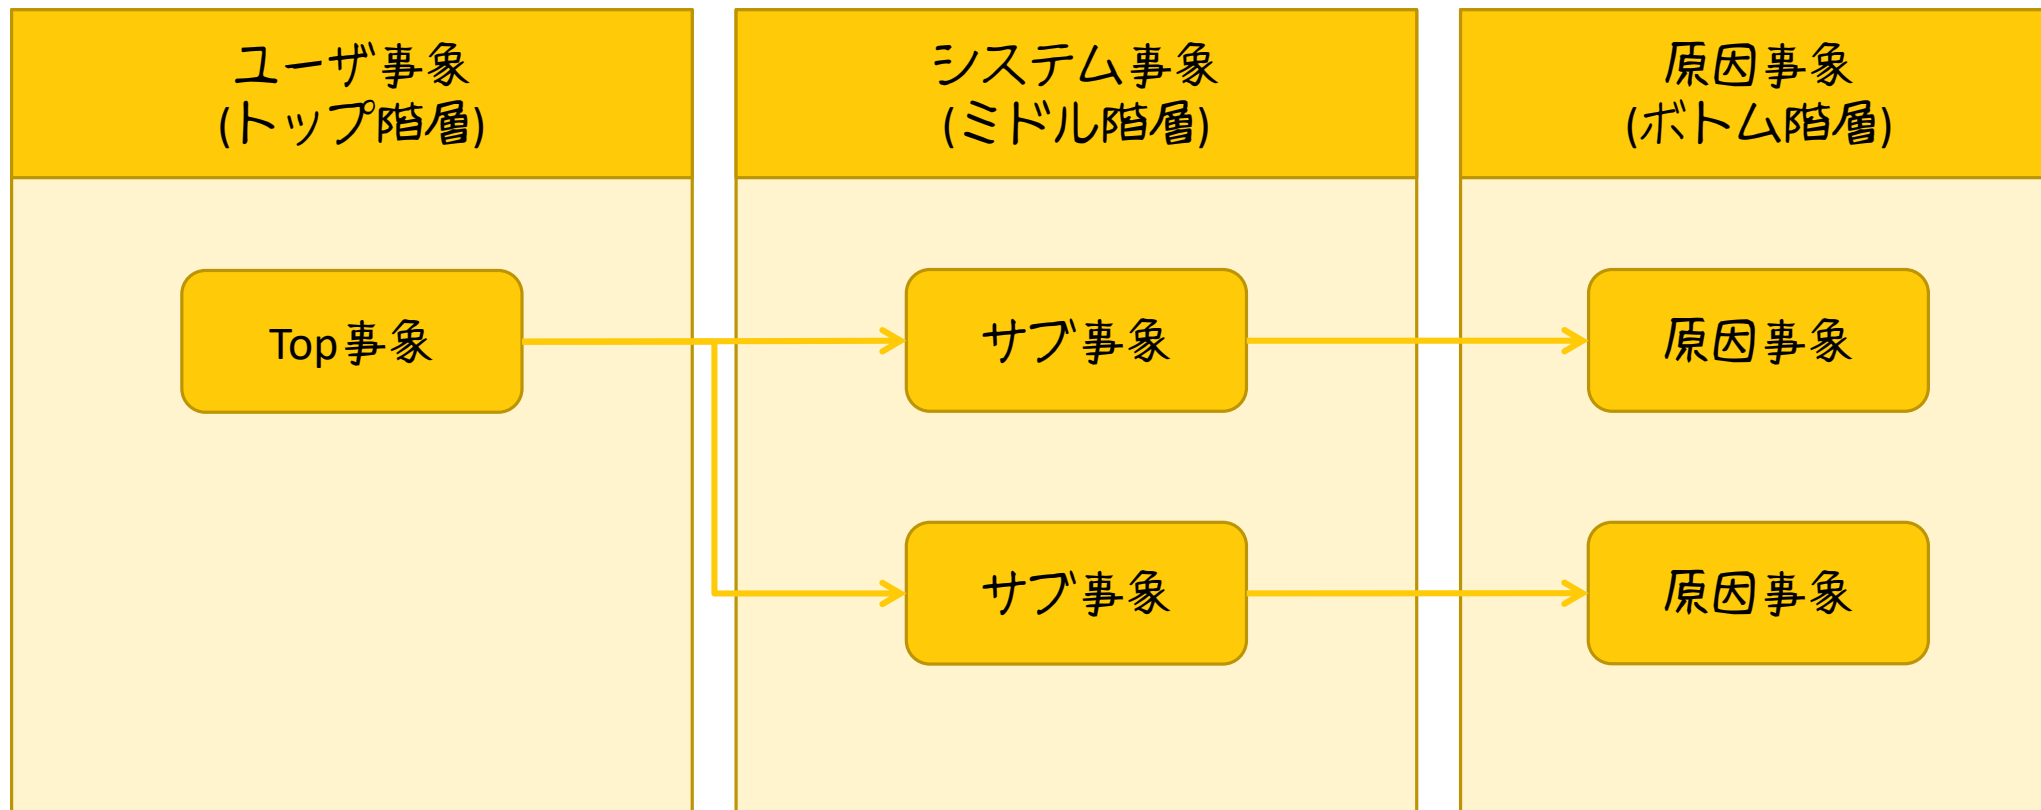 ユーザ事象
(トップ階層)
システム事象
(ミドル階層)
原因事象
(ボトム階層)
Top事象
サブ事象
原因事象
サブ事象
原因事象